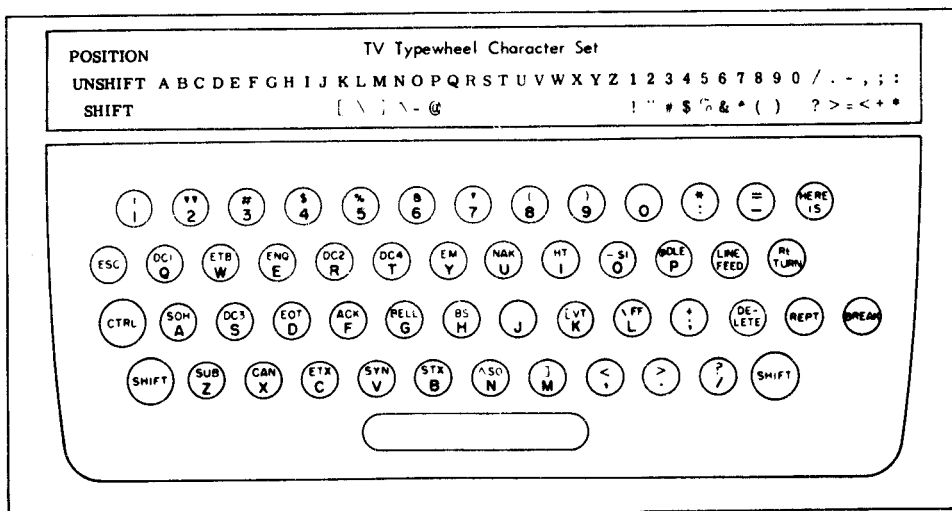 TV Typewheel Character Set
POSITION
UNSHIFT A B C D E F G H I J K L M N O P Q R S T U V W X Y Z 1 2 3 4 5 6 7 8 9 0 / . - , ; :
SHIFT [ \ ] - @ ! " # $ % & ( ) ? > = < + *
! 1 " 2 # 3 $ 4 % 5 & 6 ' 7 ( 8 ) 9 0 * : = - HERE IS
ESC DC1 Q ETB W ENQ E DC2 R DC4 T EM Y NAK U HT I SI O DLE P LINE FEED TURN
CTRL SOH A DC3 S EOT D ACK F BELL G BS H J [ VT K \ FF L + ; DE- LETE REPT BREAK
SHIFT SUB Z CAN X ETX C SYN V STX B ^ SO N ] M < , > . ? / SHIFT